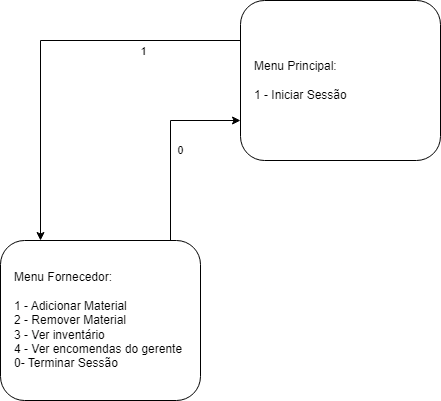 Menu Principal:
1 - Iniciar Sessão
1
0
Menu Fornecedor:
1 - Adicionar Material
2 - Remover Material
3 - Ver inventário
4 - Ver encomendas do gerente
0- Terminar Sessão